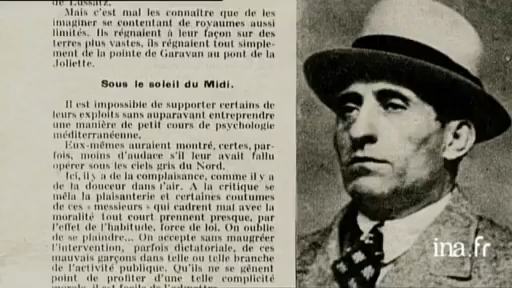 de Lussatz.
Mais c'est mal les connaître que de les
imaginer se contentant de royaumes aussi
limités. Ils régnaient à leur façon sur des
terres plus vastes, ils régnaient tout simple-
ment de la pointe de Garavan au pont de la
Joliette.
Sous le soleil du Midi.
Il est impossible de supporter certains de
leurs exploits sans auparavant entreprendre
une manière de petit cours de psychologie
méditerranéenne.
Eux-mêmes auraient montré, certes, par-
fois, moins d'audace s'il leur avait fallu
opérer sous les ciels gris du Nord.
Ici, il y a de la complaisance, comme il y a
de la douceur dans l'air. A la critique se
mêla la plaisanterie et certaines coutumes
de ces « messieurs » qui cadrent mal avec la
moralité tout court prennent presque, par
l'effet de l'habitude, force de loi. On oublie
de se plaindre... On accepte sans maugréer
l'intervention, parfois dictatoriale, de ces
mauvais garçons dans telle ou telle branche
de l'activité publique. Qu'ils ne se gênent
point de profiter d'une telle complicité
morale, il est facile de l'admettre
ina.fr